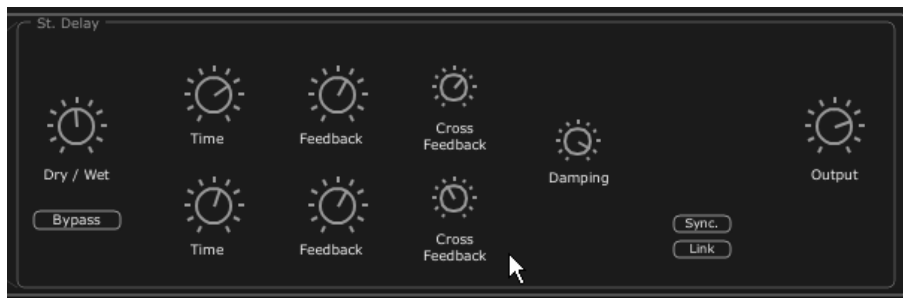 St. Delay
Time
Feedback
Cross
Feedback
Dry / Wet
Damping
Output
Bypass
Time
Feedback
Cross
Feedback
Sync.
Link